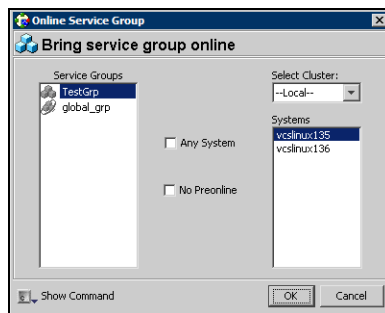 Online Service Group
Bring service group online
Service Groups
TestGrp
global_grp
Any System
No Preonline
Select Cluster:
--Local--
Systems
vcslinux135
vcslinux136
Show Command
OK
Cancel